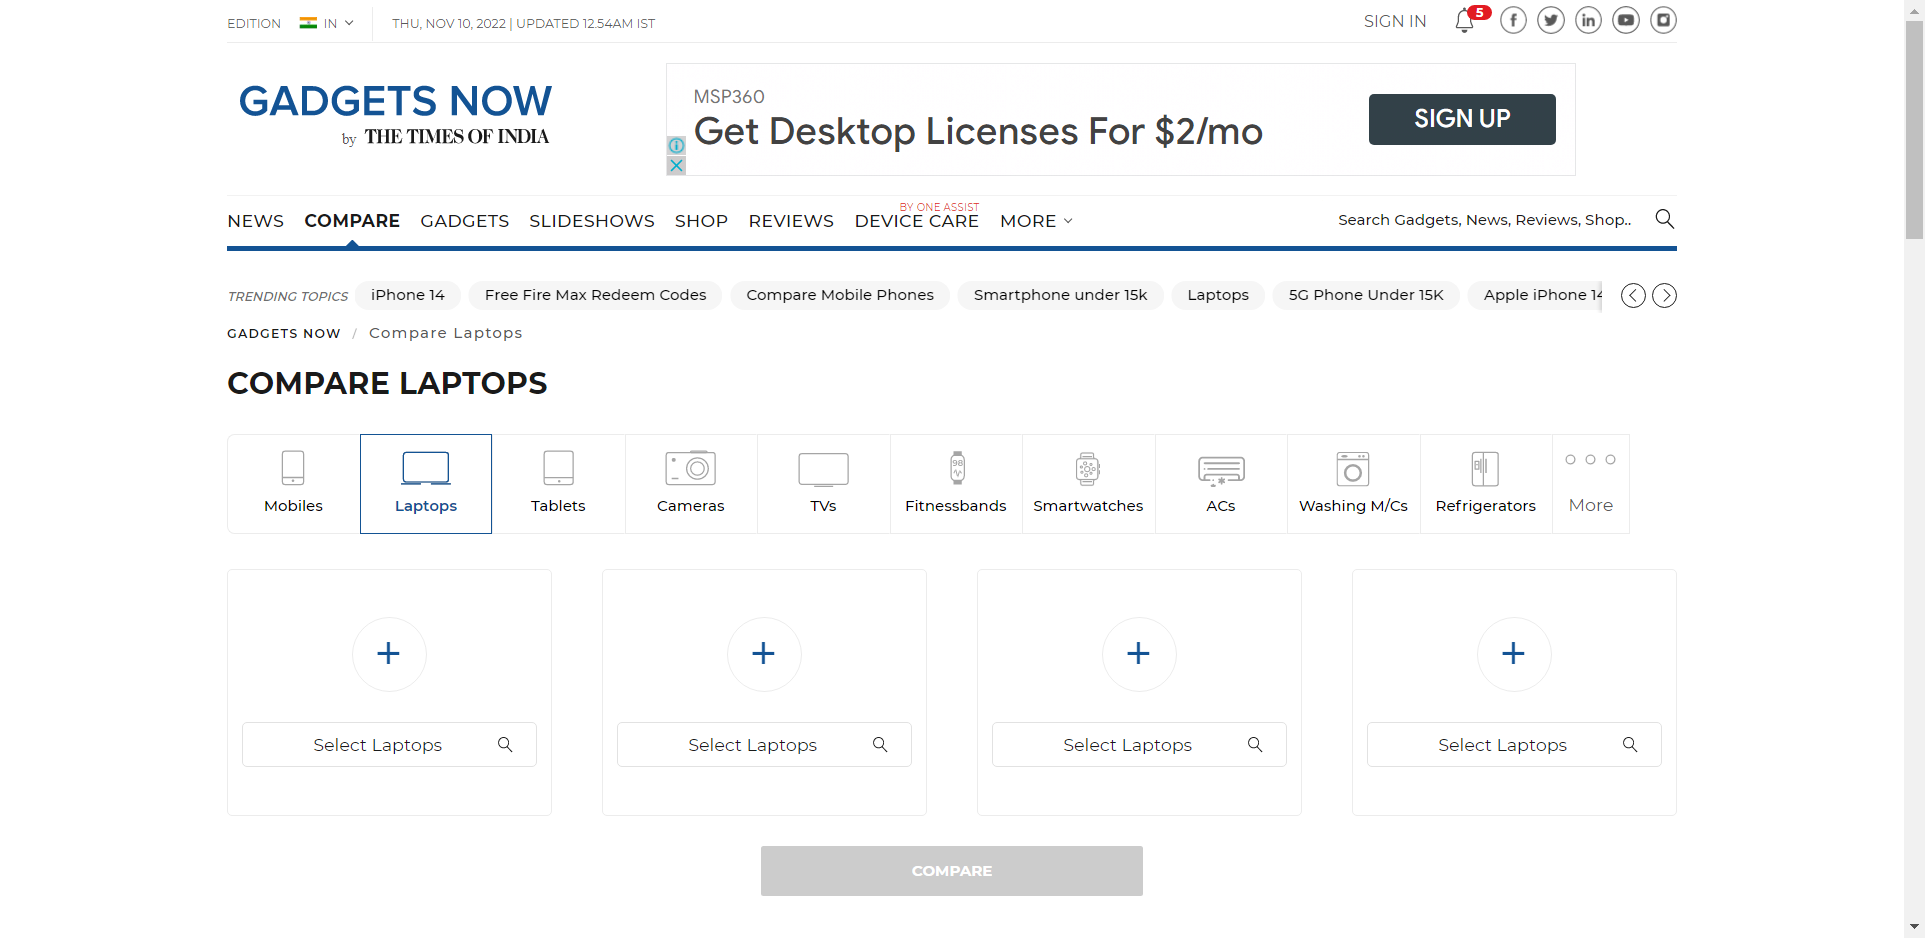 EDITION IN THU, NOV 10, 2022 | UPDATED 12.54AM IST SIGN IN 5
GADGETS NOW
by THE TIMES OF INDIA
MSP360
Get Desktop Licenses For $2/mo
SIGN UP
BY ONE ASSIST
NEWS COMPARE GADGETS SLIDESHOWS SHOP REVIEWS DEVICE CARE MORE Search Gadgets, News, Reviews, Shop..
TRENDING TOPICS iPhone 14 Free Fire Max Redeem Codes Compare Mobile Phones Smartphone under 15k Laptops 5G Phone Under 15K Apple iPhone 14
GADGETS NOW / Compare Laptops
COMPARE LAPTOPS
98
Mobiles Laptops Tablets Cameras TVs Fitnessbands Smartwatches ACs Washing M/Cs Refrigerators More
Select Laptops Select Laptops Select Laptops Select Laptops
COMPARE